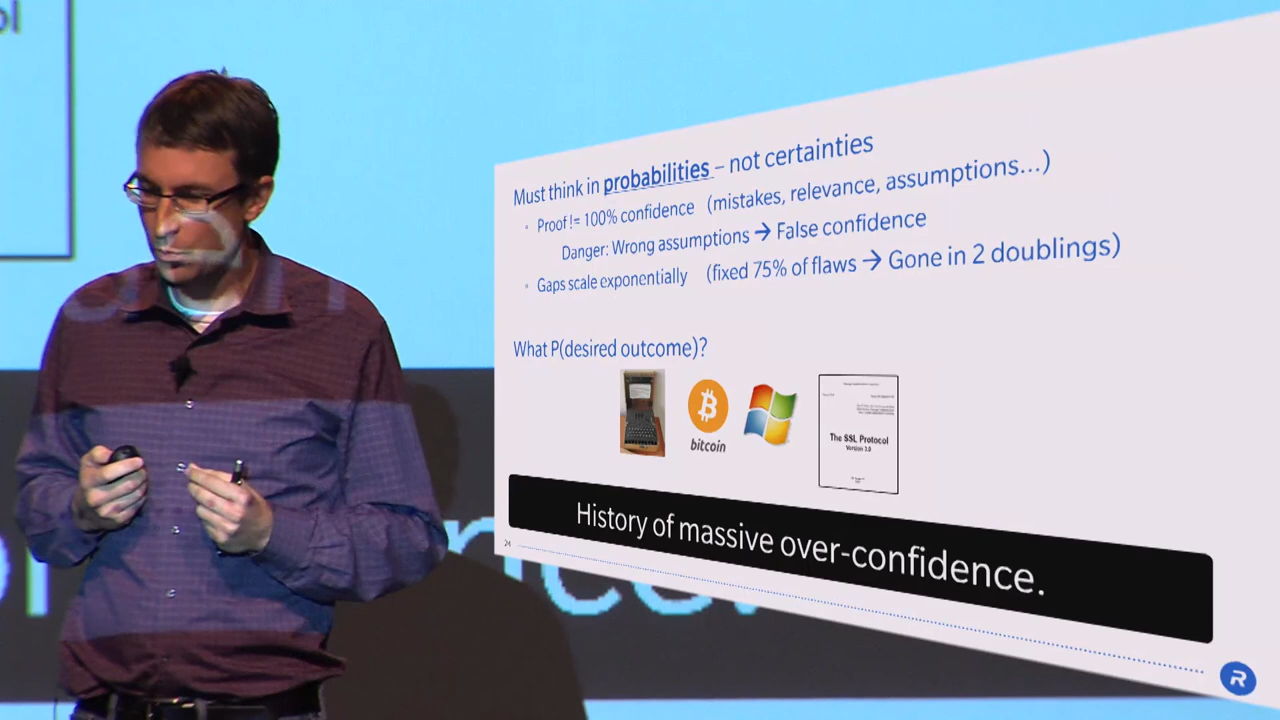 ol
Must think in probabilities – not certainties
• Proof != 100% confidence (mistakes, relevance, assumptions…)
Danger: Wrong assumptions → False confidence
• Gaps scale exponentially (fixed 75% of flaws → Gone in 2 doublings)
What P(desired outcome)?
bitcoin
The SSL Protocol
Version 3.0
History of massive over-confidence.
24
R